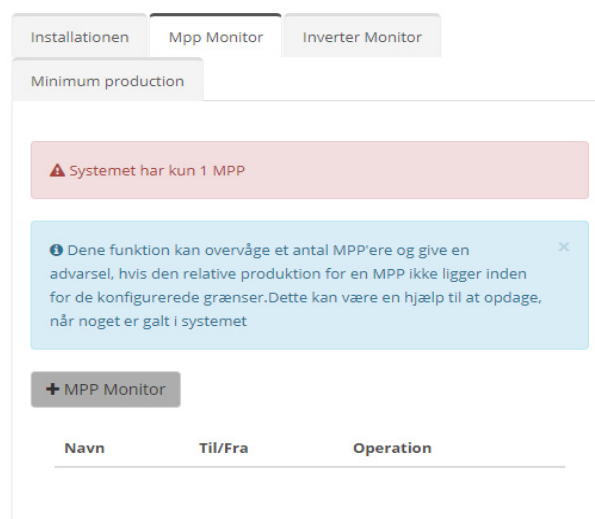 Installationen Mpp Monitor Inverter Monitor
Minimum production
Systemet har kun 1 MPP
Dene funktion kan overvåge et antal MPP'ere og give en
advarsel, hvis den relative produktion for en MPP ikke ligger inden
for de konfigurerede grænser.Dette kan være en hjælp til at opdage,
når noget er galt i systemet
MPP Monitor
Navn Til/Fra Operation